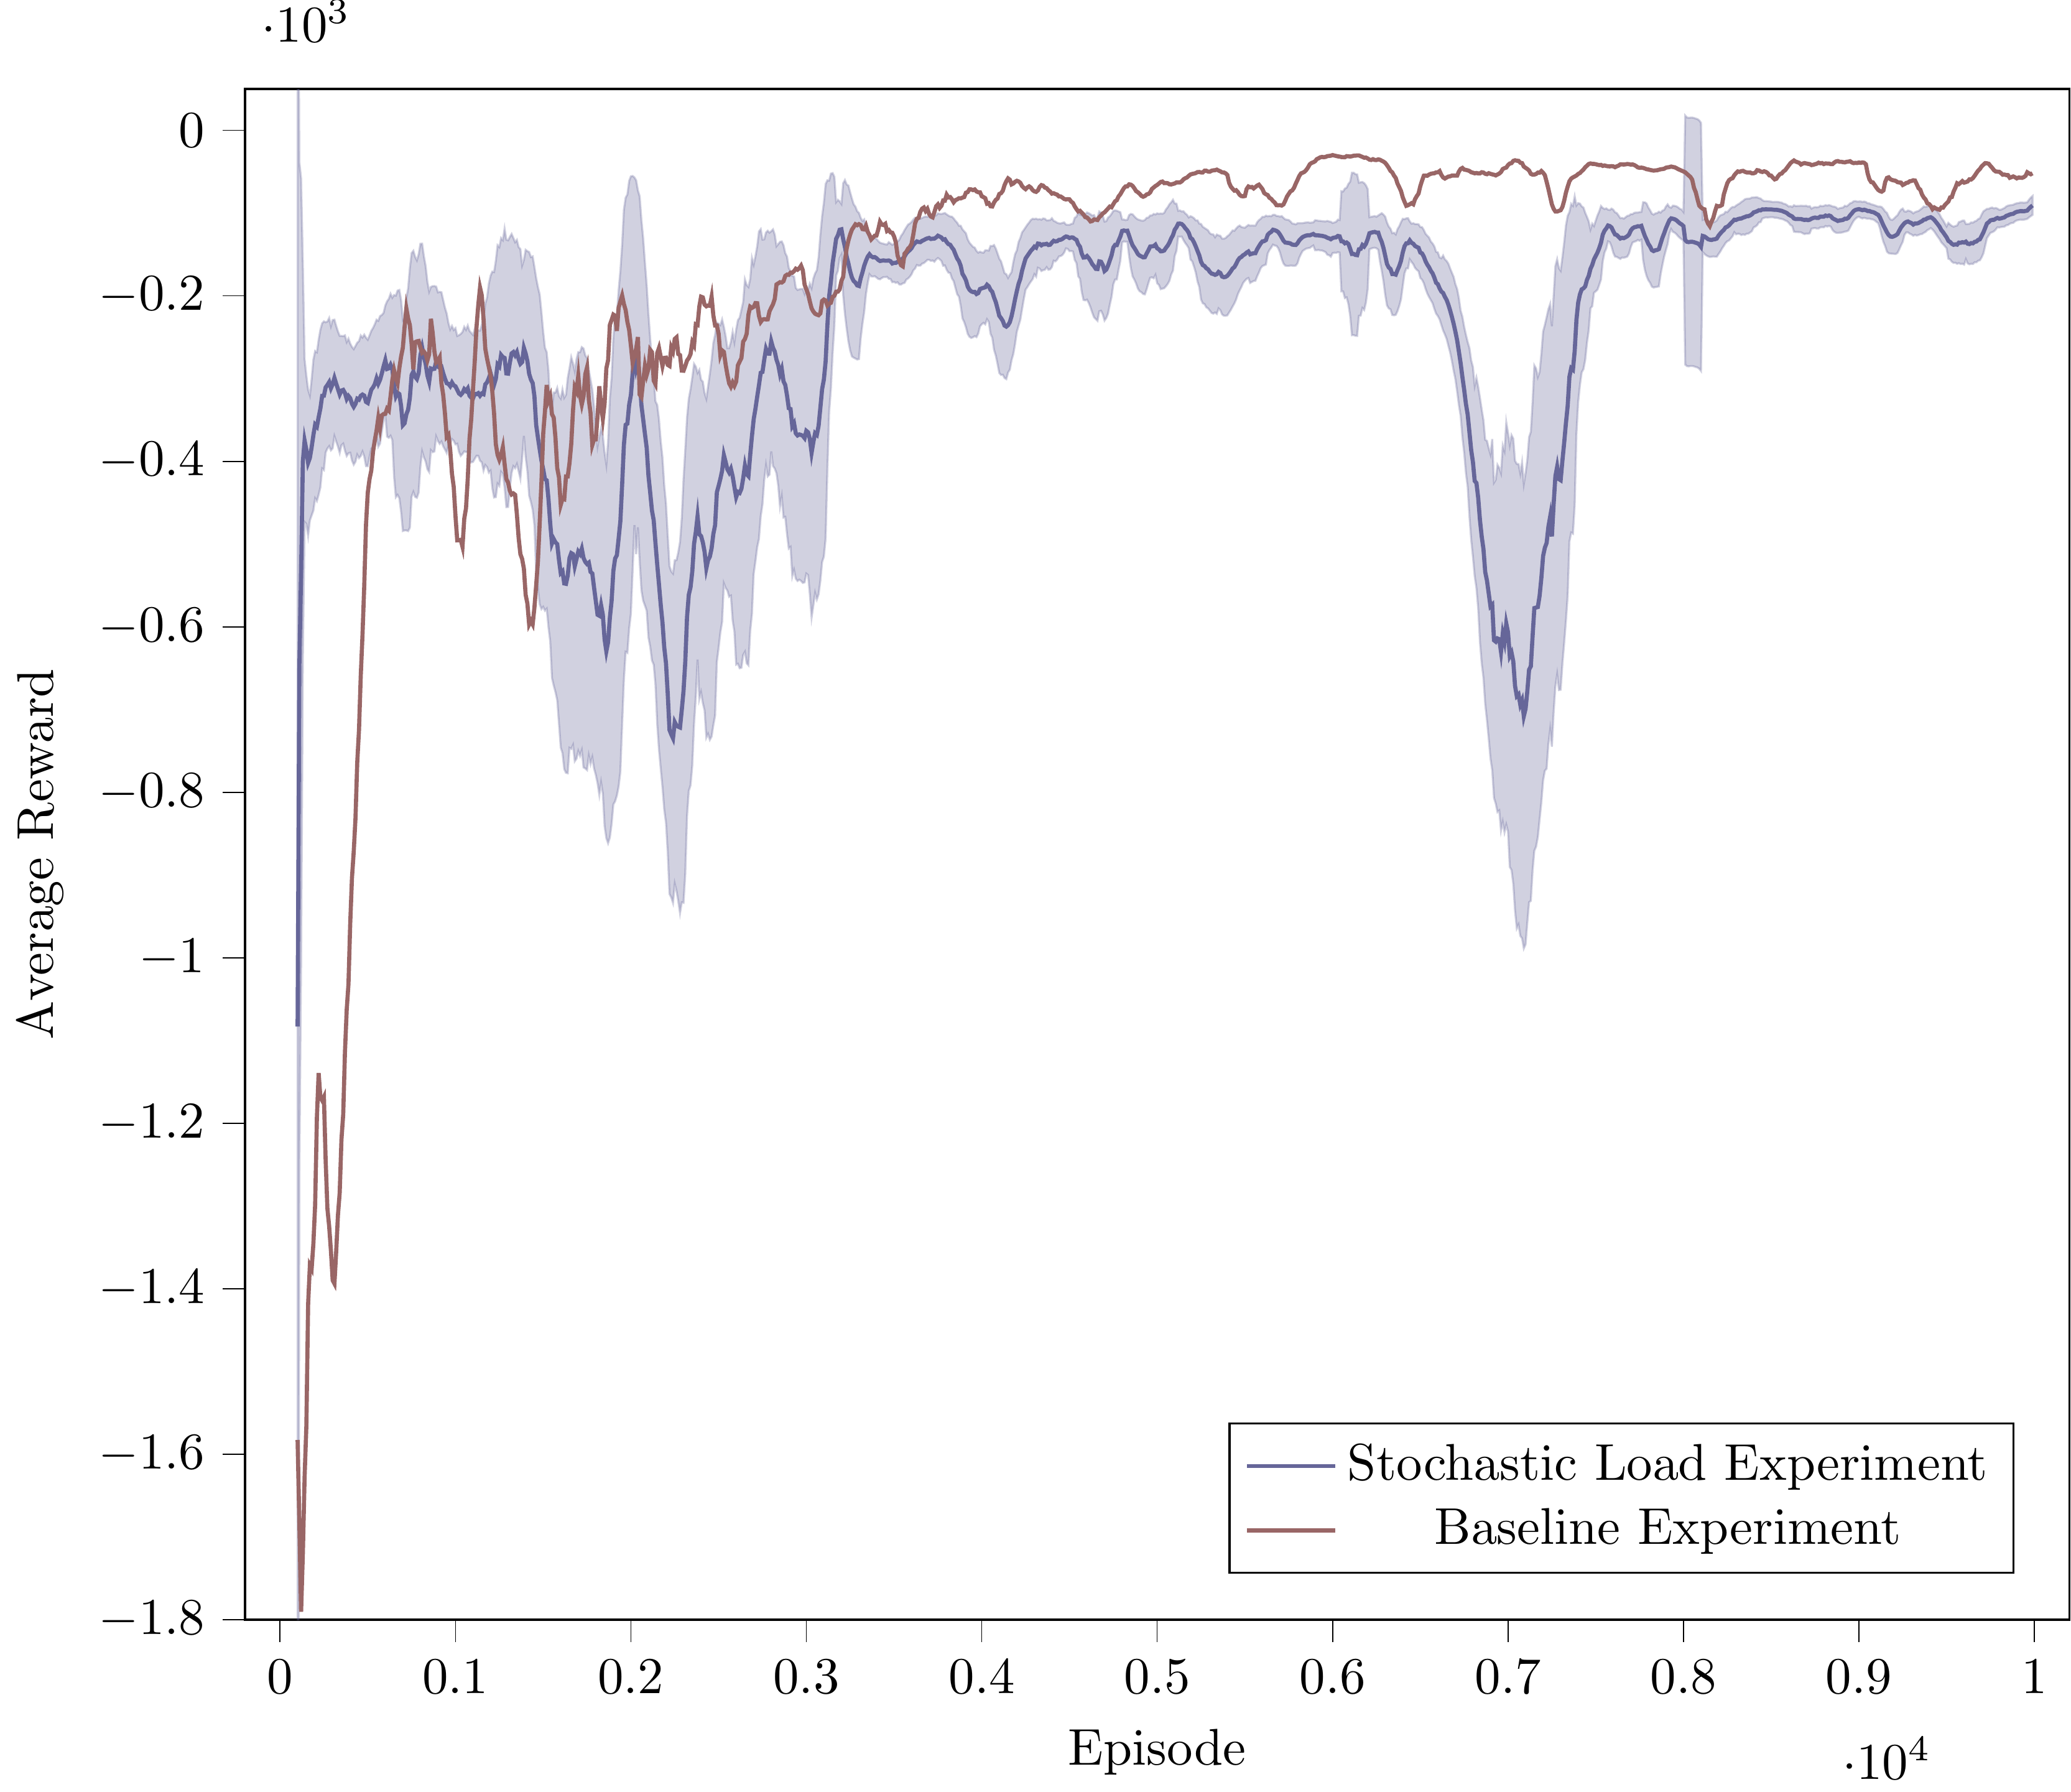 ·10³
0
−0.2
−0.4
−0.6
−0.8
−1
−1.2
−1.4
−1.6
−1.8
Average Reward
Stochastic Load Experiment
Baseline Experiment
0 0.1 0.2 0.3 0.4 0.5 0.6 0.7 0.8 0.9 1
Episode
·10⁴